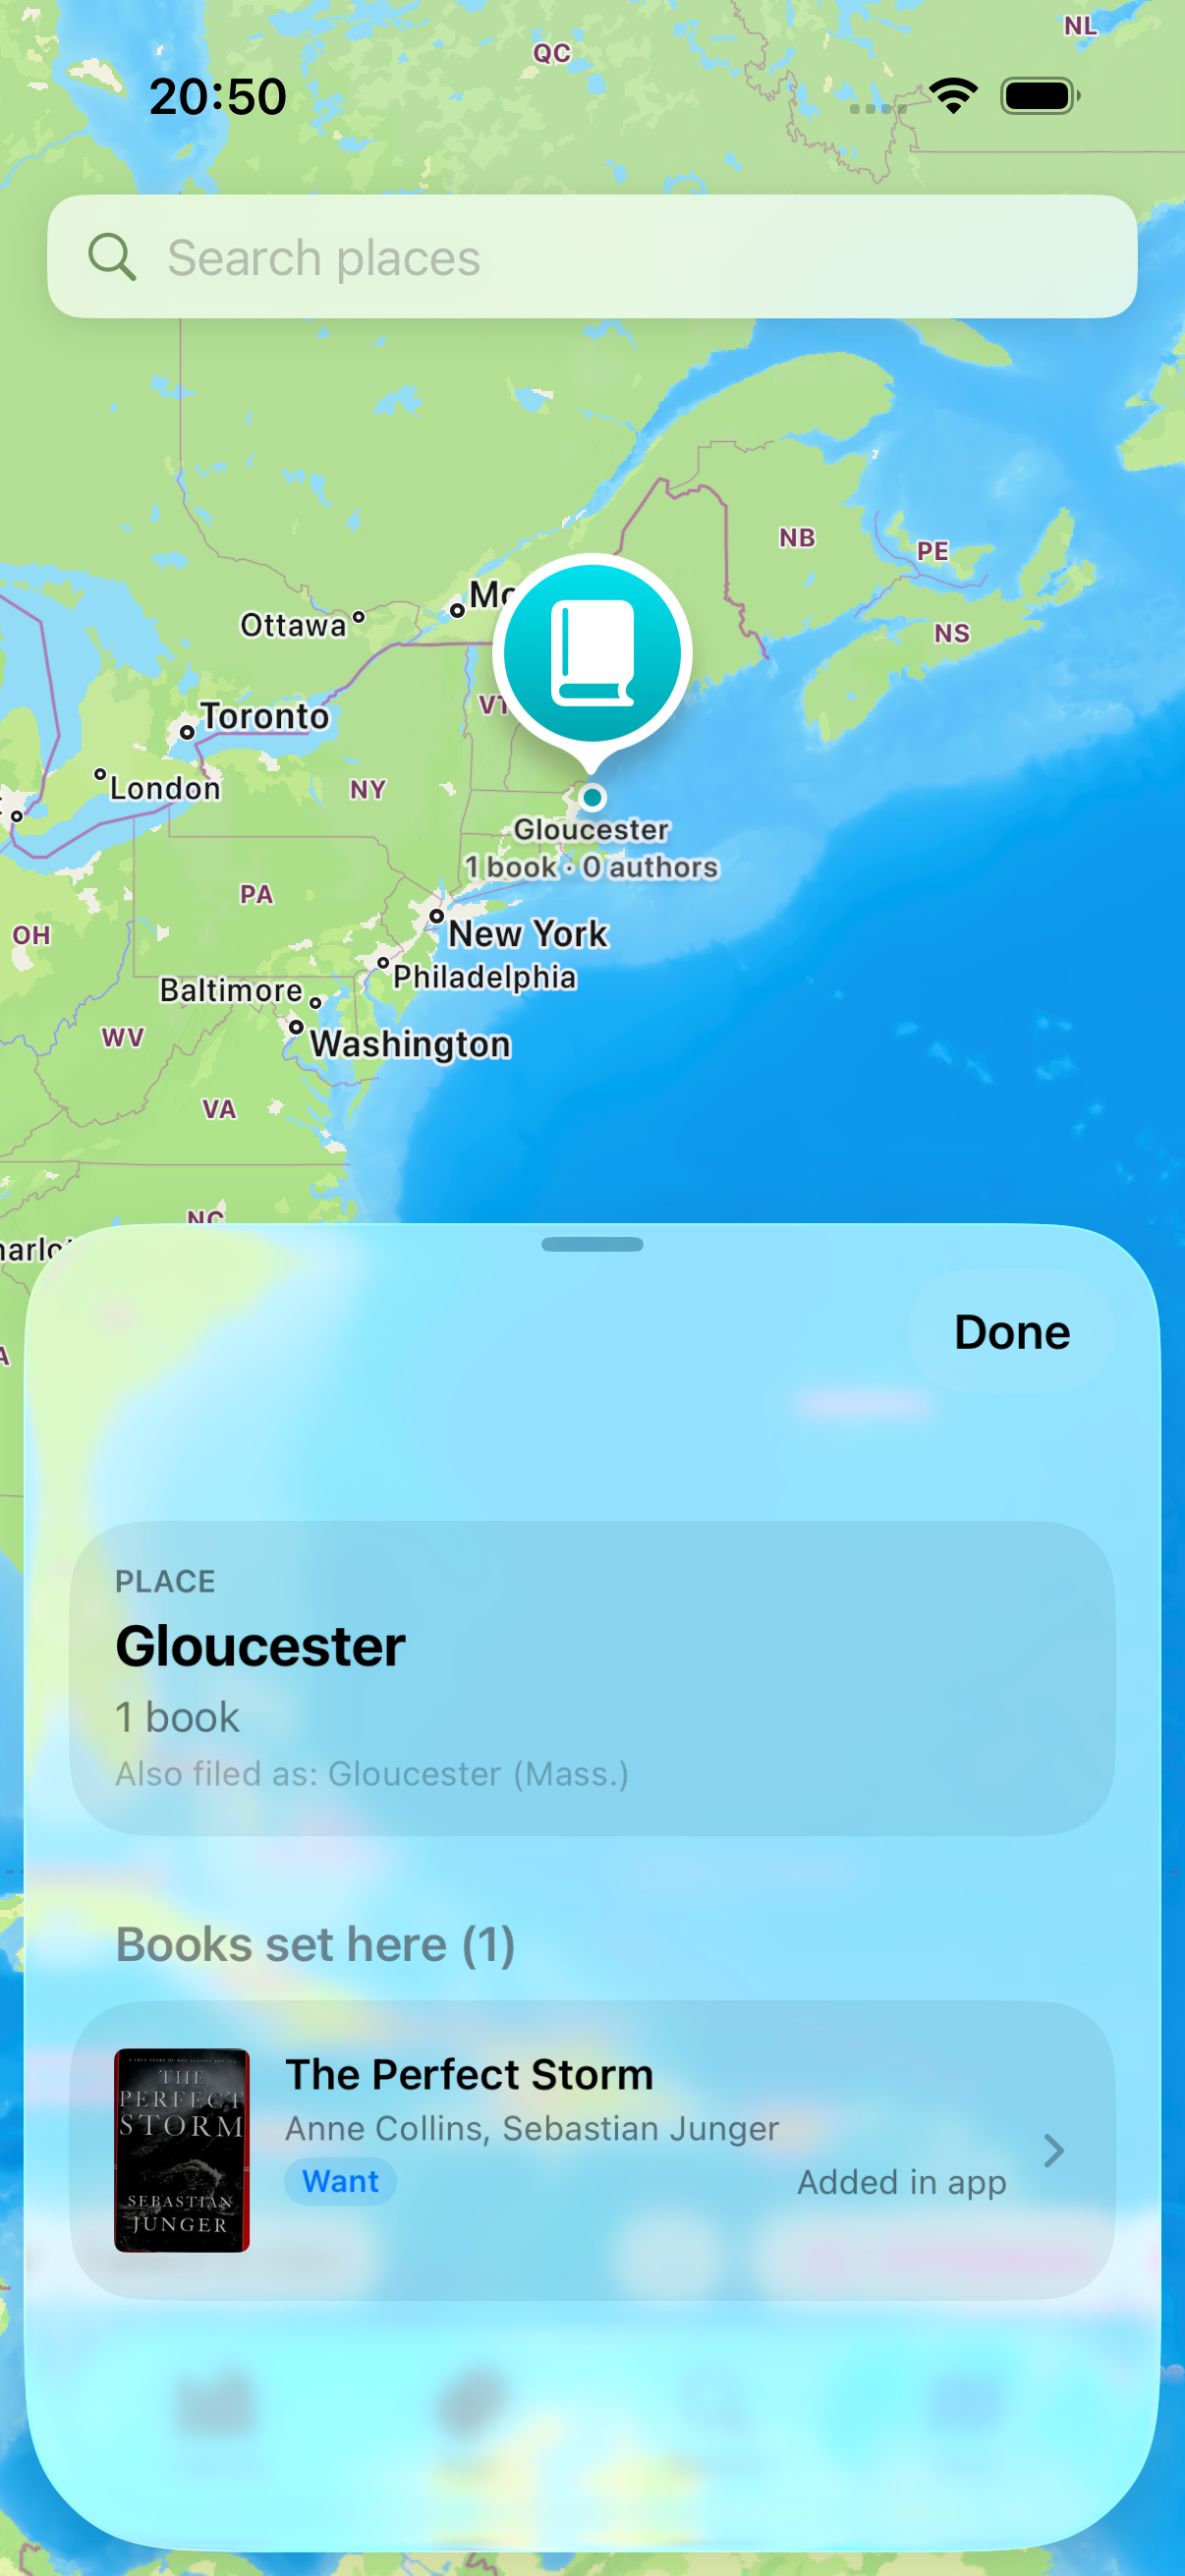 QC
NL
20:50
Search places
NB
PE
NS
Ottawa
Toronto
London
NY
Gloucester
1 book · 0 authors
PA
OH
New York
Philadelphia
Baltimore
WV
Washington
VA
NC
Done
PLACE
Gloucester
1 book
Also filed as: Gloucester (Mass.)
Books set here (1)
THE
PERFECT
STORM
SEBASTIAN
JUNGER
The Perfect Storm
Anne Collins, Sebastian Junger
Want
Added in app